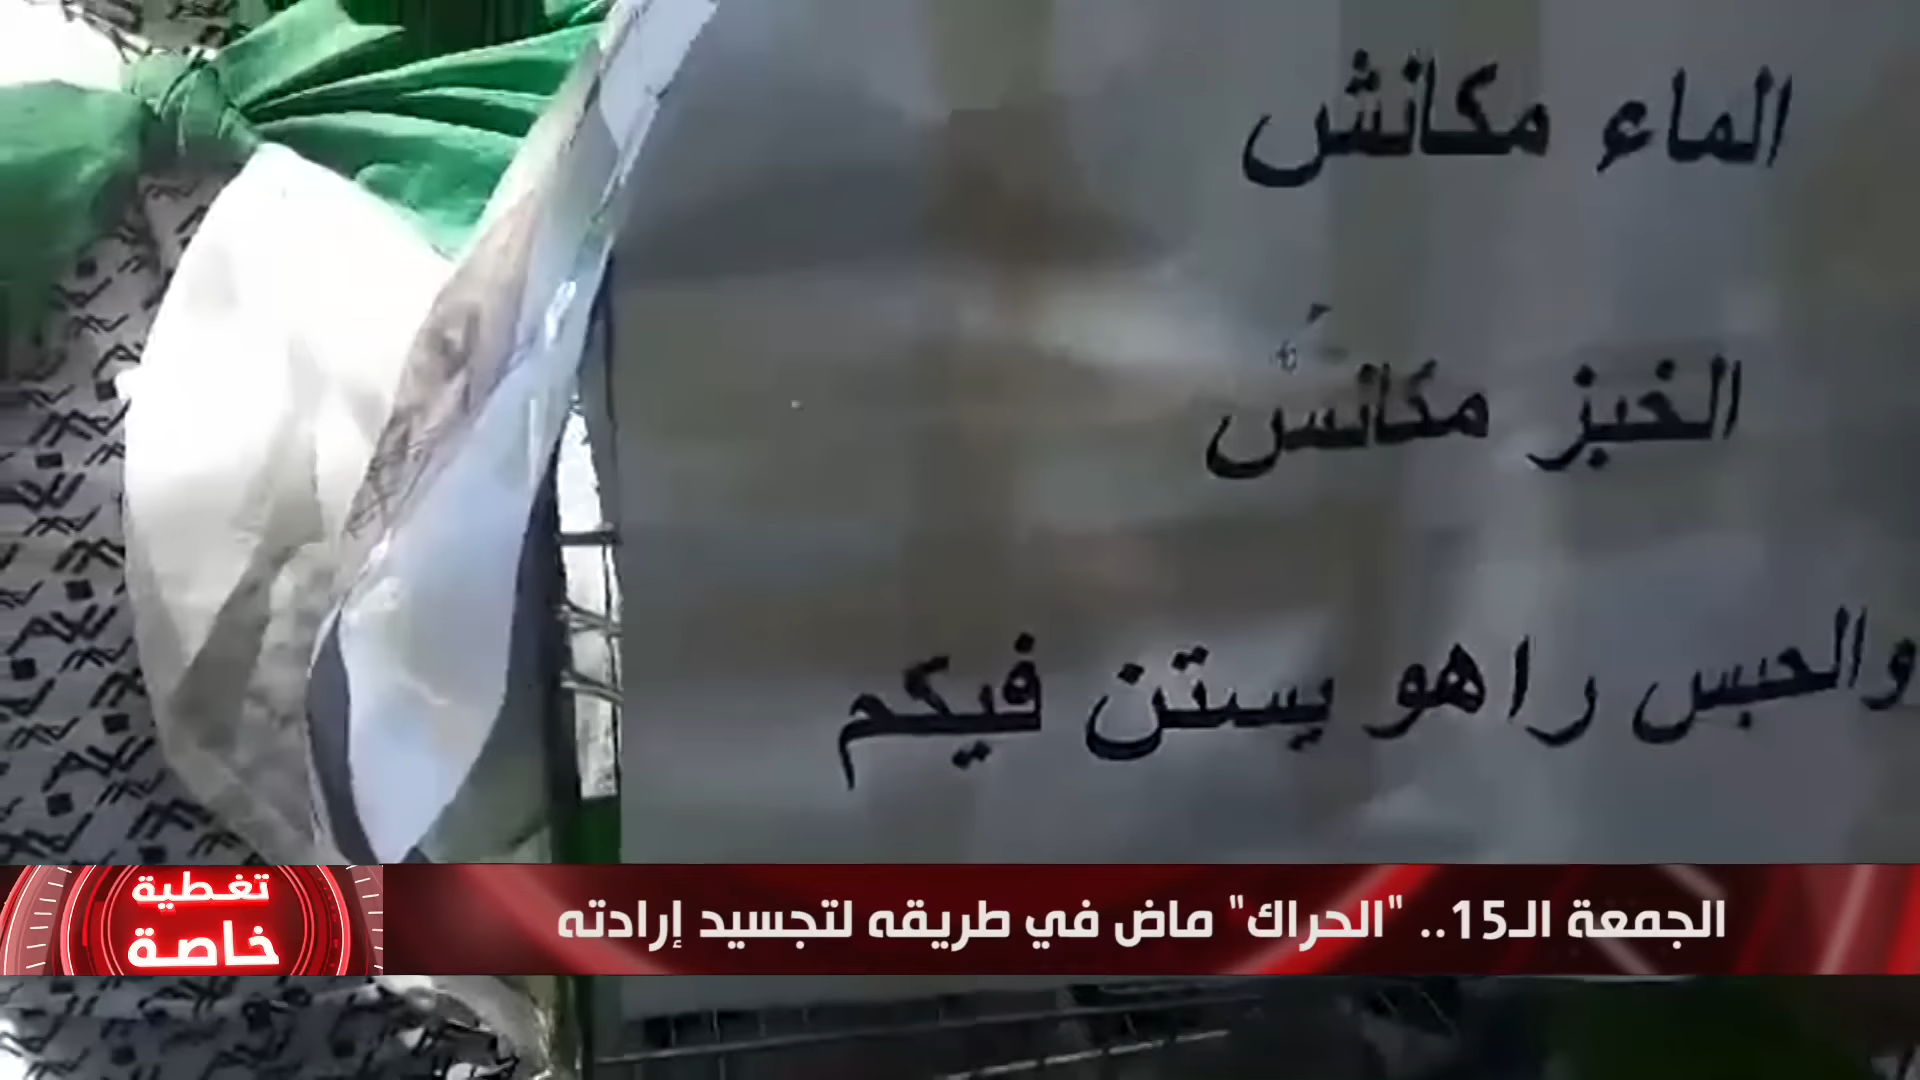 الماء مكانش
الخبز مكانش
والحبس راهو يستن فيكم
تغطية
خاصة
الجمعة الـ15.. "الحراك" ماض في طريقه لتجسيد إرادته